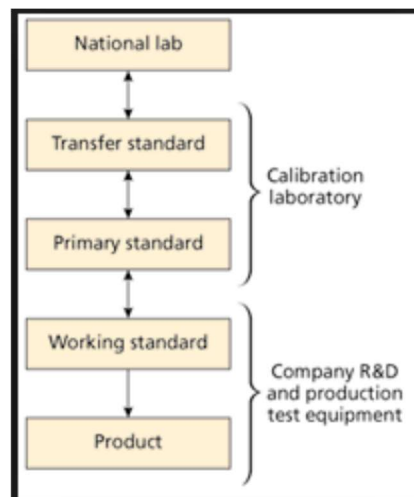 National lab
Transfer standard
Calibration
laboratory
Primary standard
Working standard
Company R&D
and production
test equipment
Product